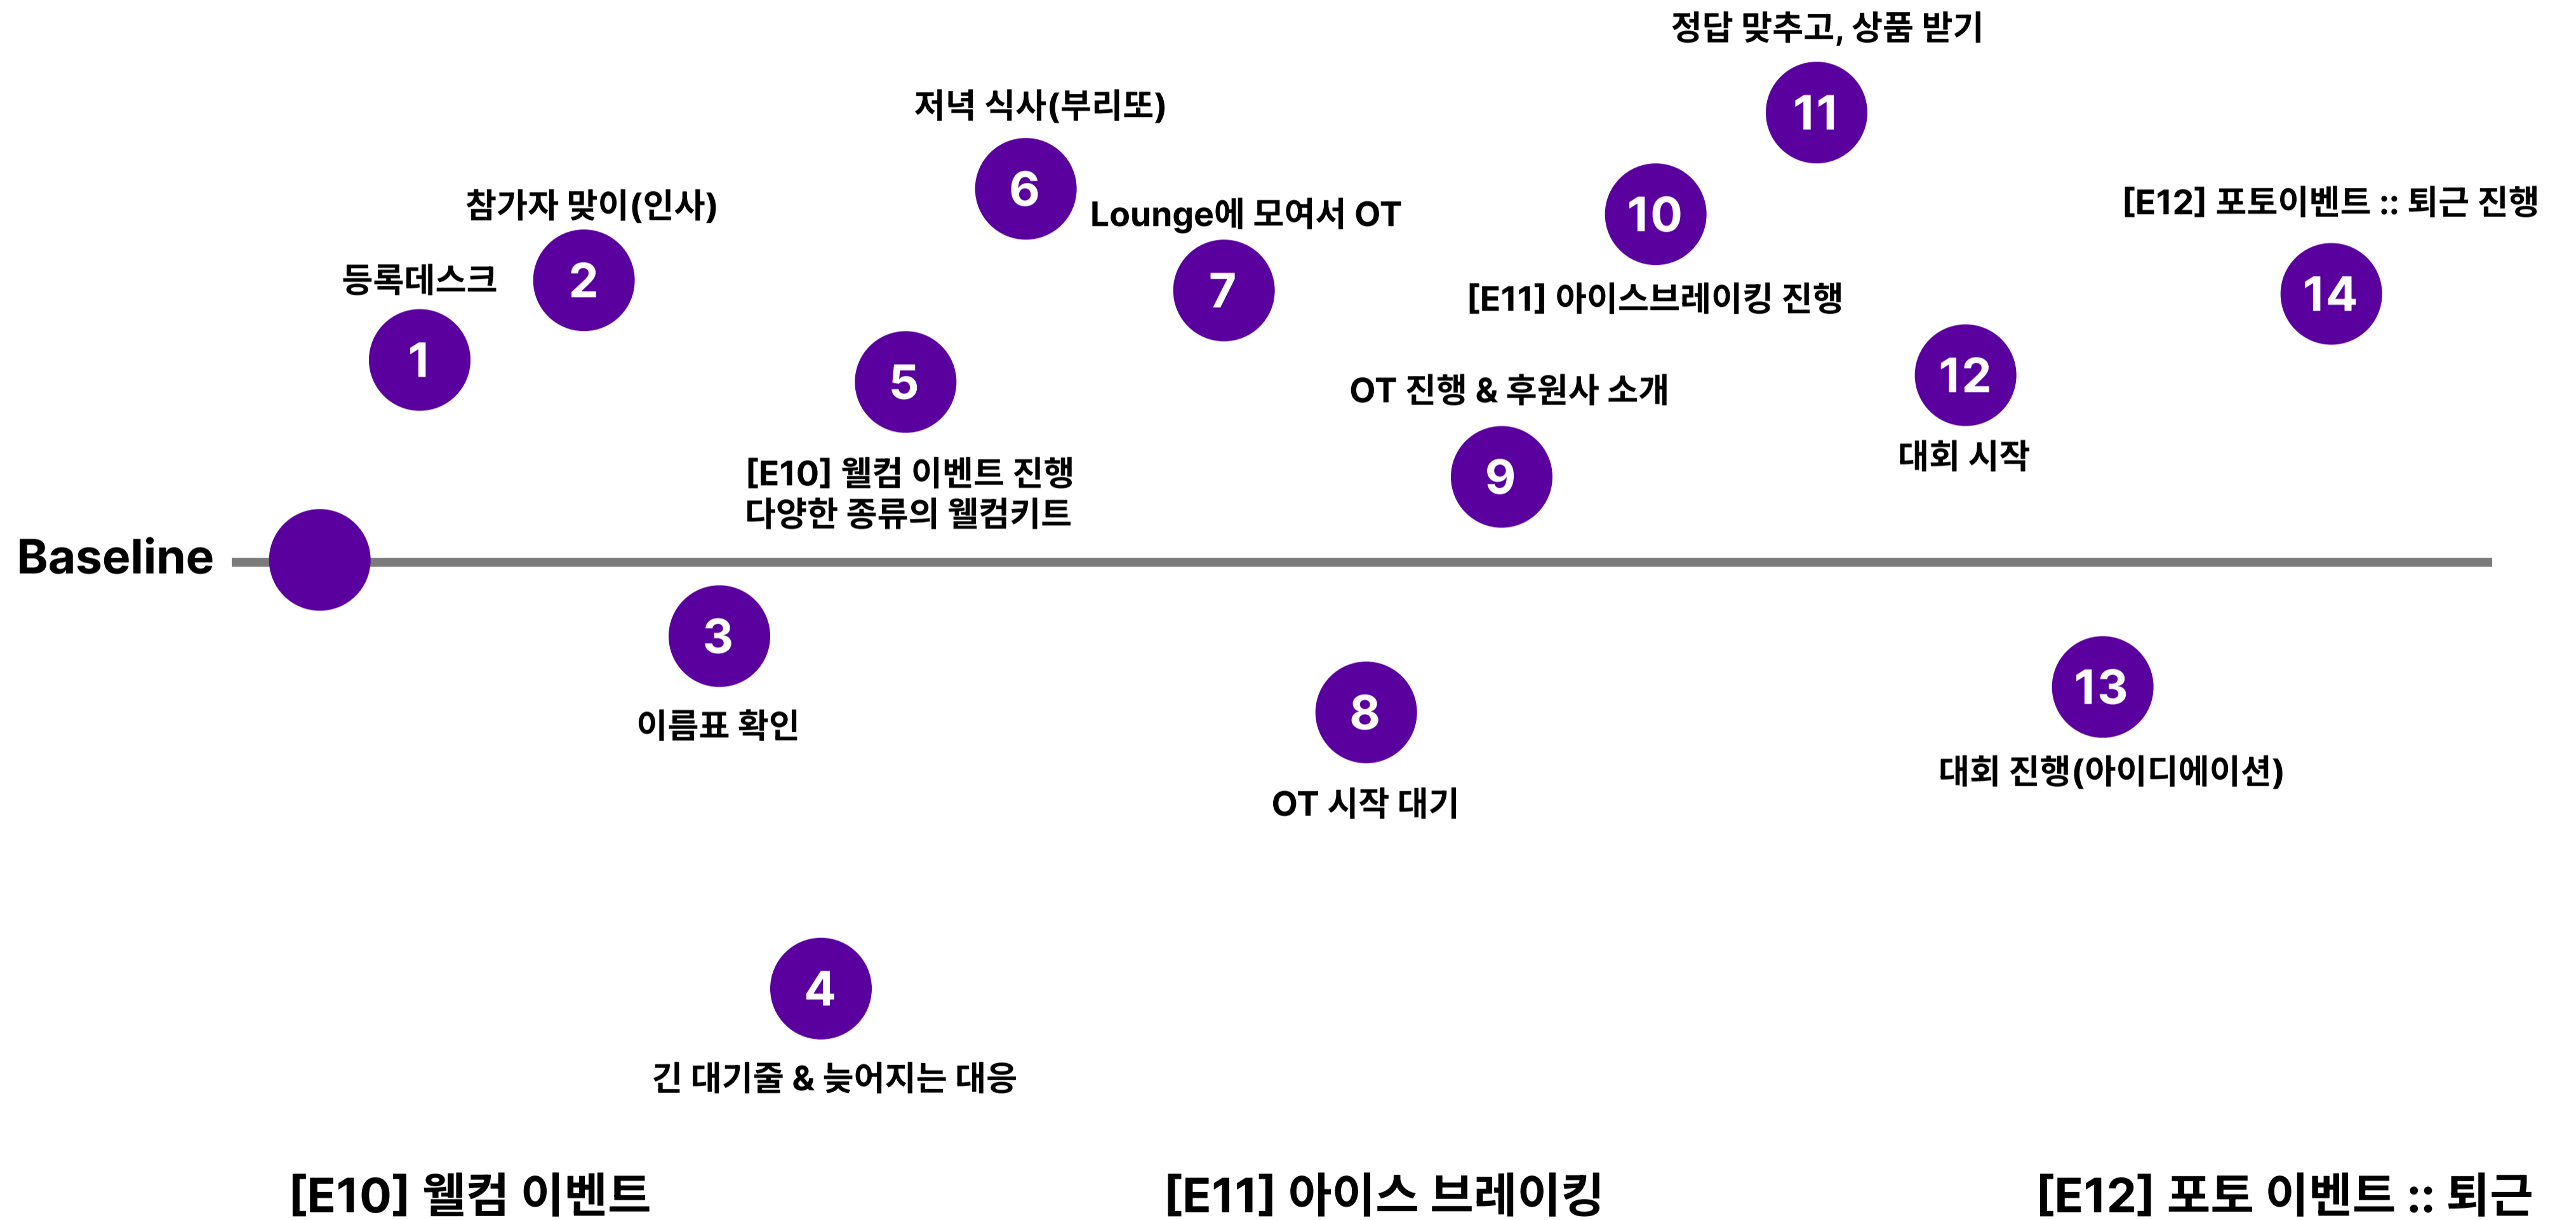 정답 맞추고, 상품 받기
11
저녁 식사(부리또)
6
참가자 맞이(인사)
2
Lounge에 모여서 OT
7
10
[E11] 아이스브레이킹 진행
[E12] 포토이벤트 :: 퇴근 진행
14
등록데스크
1
5
[E10] 웰컴 이벤트 진행
다양한 종류의 웰컴키트
OT 진행 & 후원사 소개
9
12
대회 시작
Baseline
3
이름표 확인
8
OT 시작 대기
13
대회 진행(아이디에이션)
4
긴 대기줄 & 늦어지는 대응
[E10] 웰컴 이벤트
[E11] 아이스 브레이킹
[E12] 포토 이벤트 :: 퇴근